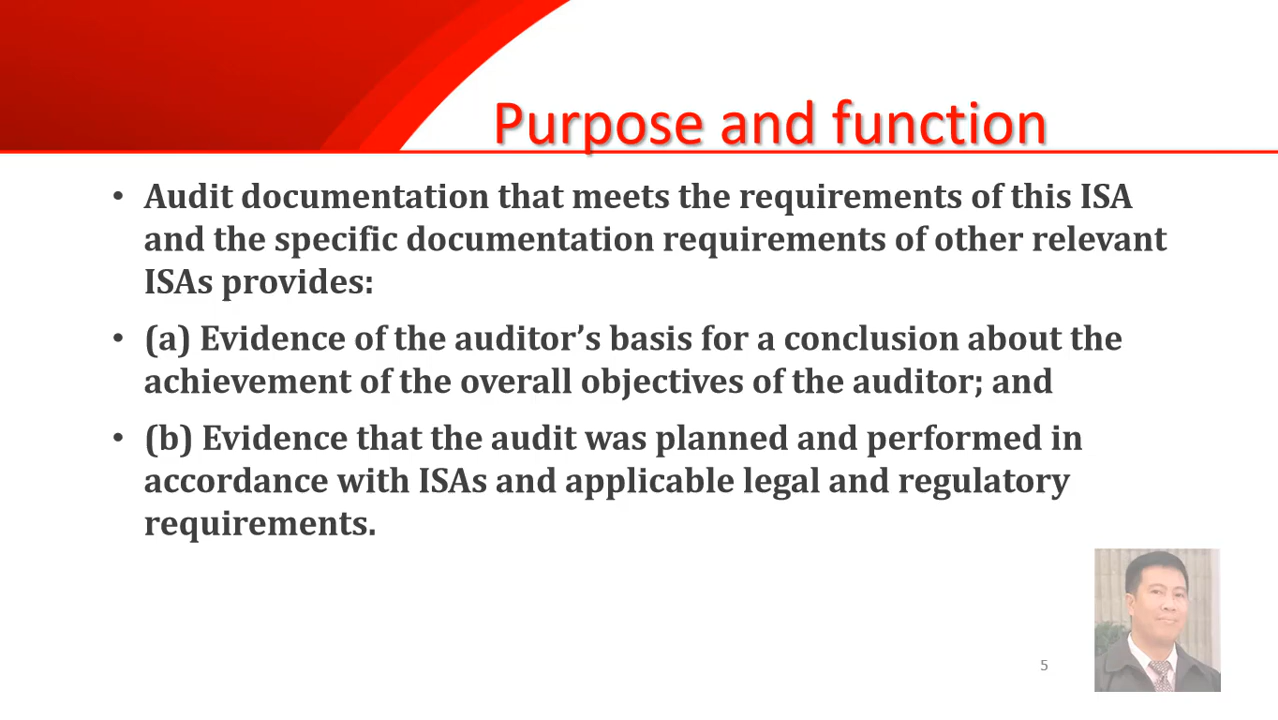 Purpose and function
• Audit documentation that meets the requirements of this ISA
and the specific documentation requirements of other relevant
ISAs provides:
• (a) Evidence of the auditor’s basis for a conclusion about the
achievement of the overall objectives of the auditor; and
• (b) Evidence that the audit was planned and performed in
accordance with ISAs and applicable legal and regulatory
requirements.
5